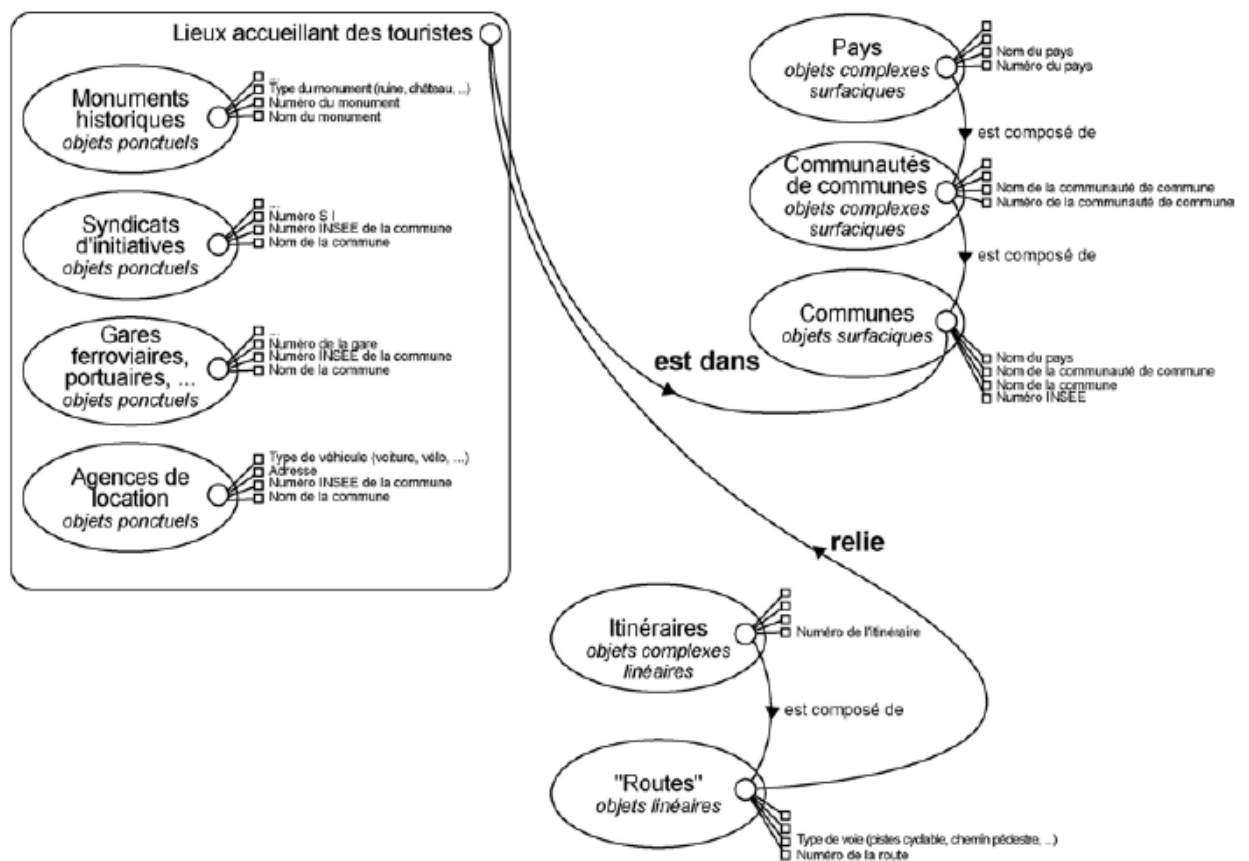 Lieux accueillant des touristes
Monuments
historiques
objets ponctuels
...
Type du monument (ruine, château, ...)
Numéro du monument
Nom du monument
Syndicats
d'initiatives
objets ponctuels
...
Numéro S I
Numéro INSEE de la commune
Nom de la commune
Gares
ferroviaires,
portuaires, ...
objets ponctuels
...
Numéro de la gare
Numéro INSEE de la commune
Nom de la commune
Agences de
location
objets ponctuels
Type de véhicule (voiture, vélo, ...)
Adresse
Numéro INSEE de la commune
Nom de la commune
Pays
objets complexes
surfaciques
Nom du pays
Numéro du pays
est composé de
Communautés
de communes
objets complexes
surfaciques
Nom de la communauté de commune
Numéro de la communauté de commune
est composé de
Communes
objets surfaciques
Nom du pays
Nom de la communauté de commune
Nom de la commune
Numéro INSEE
est dans
relie
Itinéraires
objets complexes
linéaires
Numéro de l'itinéraire
est composé de
"Routes"
objets linéaires
Type de voie (pistes cyclable, chemin pédestre, ...)
Numéro de la route